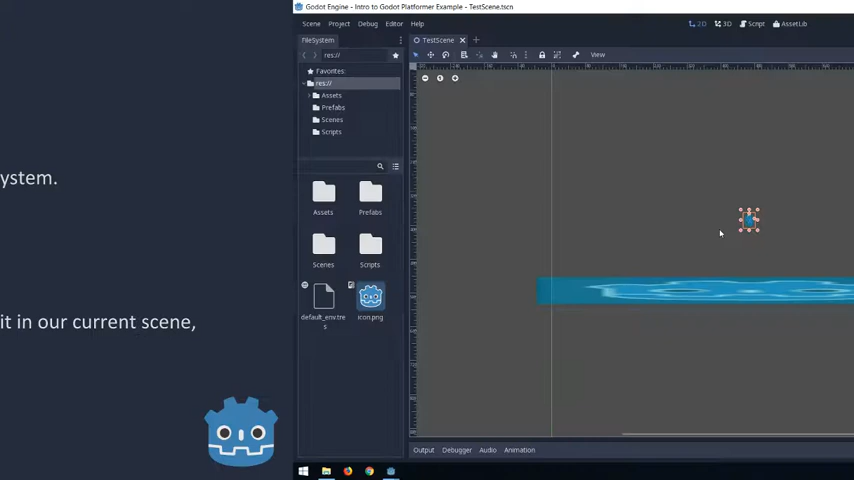 Godot Engine - Intro to Godot Platformer Example - TestScene.tscn
Scene Project Debug Editor Help
2D 3D Script AssetLib
FileSystem
TestScene
res://
View
Favorites:
res://
Assets
Prefabs
Scenes
Scripts
ystem.
Assets Prefabs
Scenes Scripts
default_env.tre
s
icon.png
it in our current scene,
Output Debugger Audio Animation